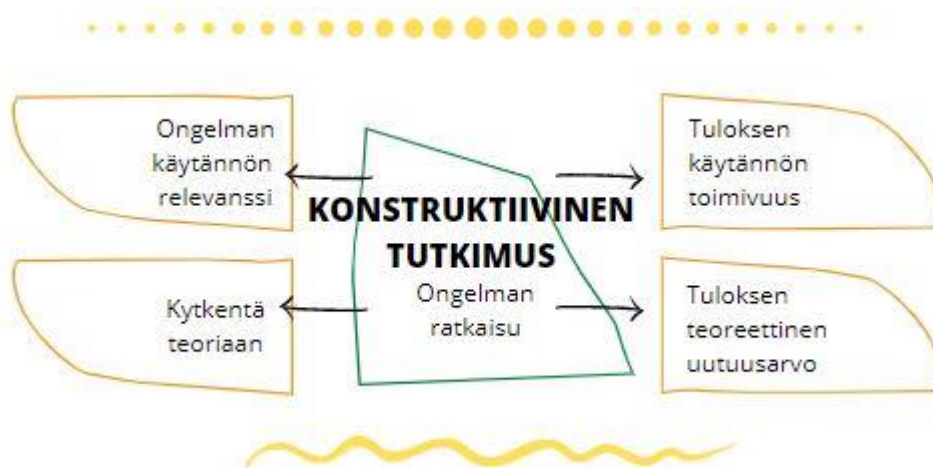 Ongelman
käytännön
relevanssi
Kytkentä
teoriaan
KONSTRUKTIIVINEN
TUTKIMUS
Ongelman
ratkaisu
Tuloksen
käytännön
toimivuus
Tuloksen
teoreettinen
uutuusarvo